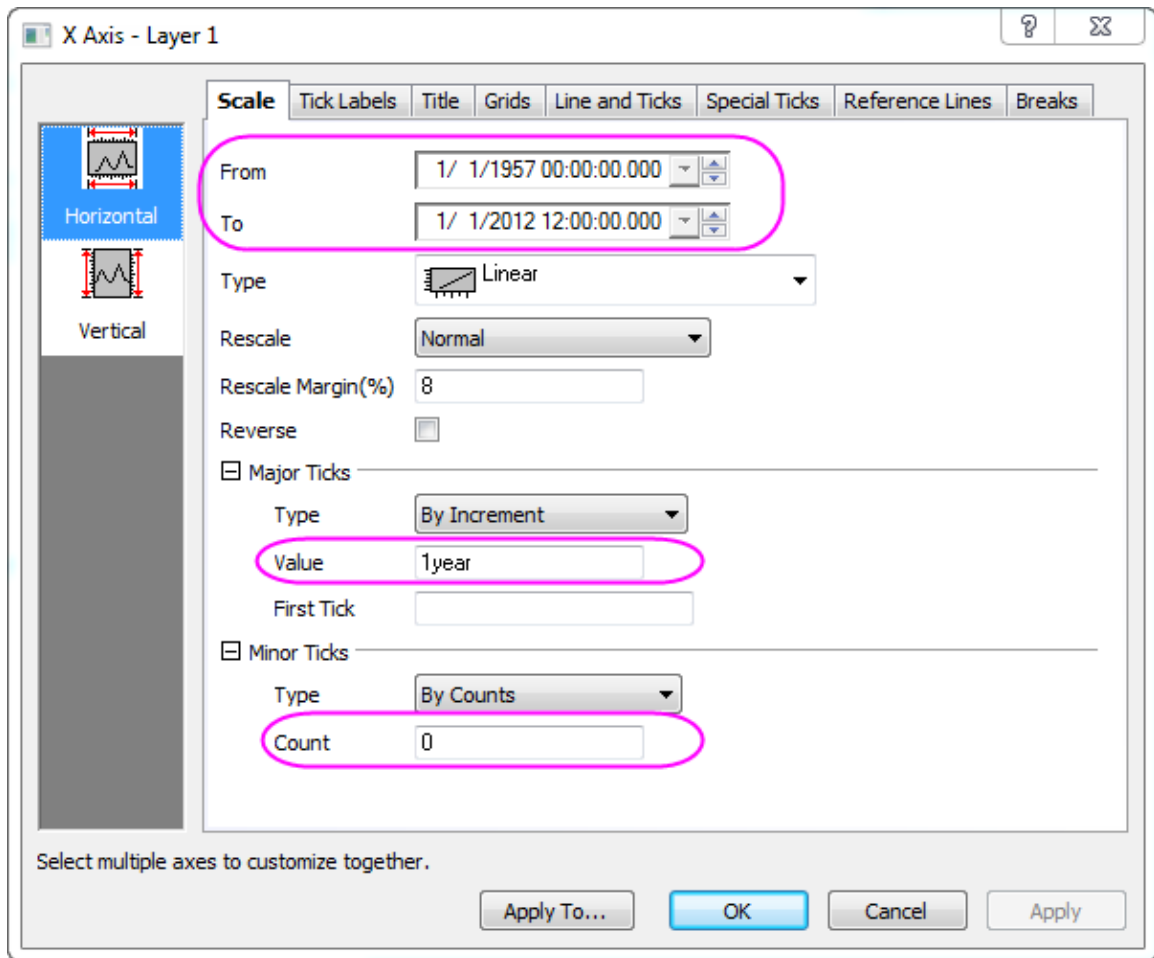 X Axis - Layer 1
Scale Tick Labels Title Grids Line and Ticks Special Ticks Reference Lines Breaks
Horizontal
Vertical
From 1/ 1/1957 00:00:00.000
To 1/ 1/2012 12:00:00.000
Type Linear
Rescale Normal
Rescale Margin(%) 8
Reverse
Major Ticks
Type By Increment
Value 1year
First Tick
Minor Ticks
Type By Counts
Count 0
Select multiple axes to customize together.
Apply To... OK Cancel Apply